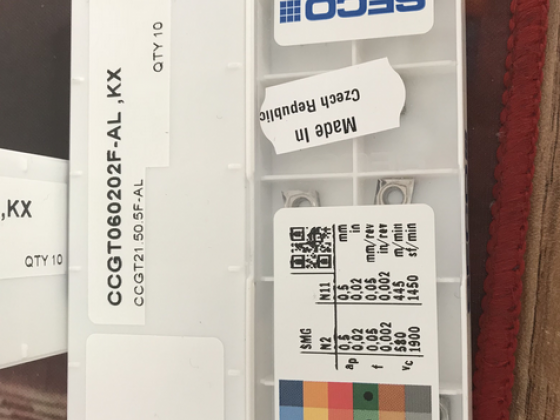 SECO
Made In
Czech Republic
CCGT060202F-AL ,KX
CCGT21.50.5F-AL
QTY 10
,KX
QTY 10
mm in mm/rev in/rev m/min sf/min
N11 0,5 0.02 0,05 0.002 445 1450
SMG N2 0,5 0.02 0,05 0.002 580 1900
ap f vc